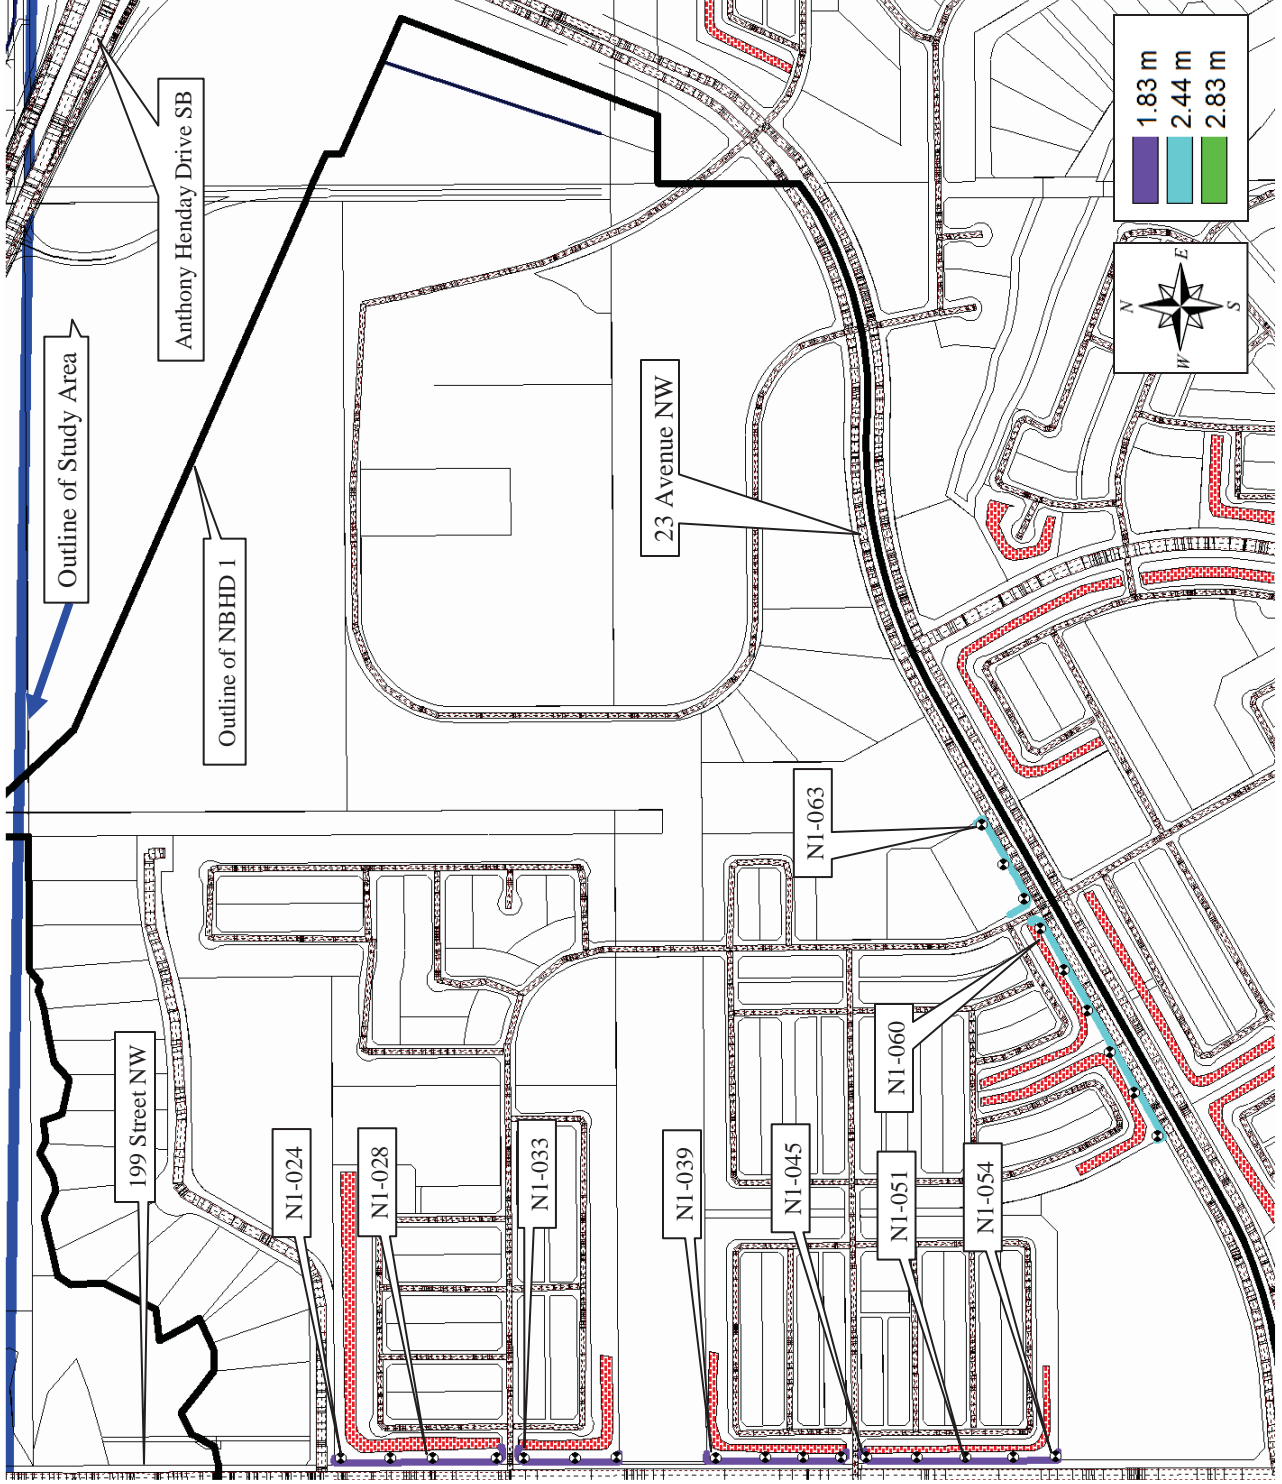 Anthony Henday Drive SB
Outline of Study Area
Outline of NBHD 1
23 Avenue NW
199 Street NW
N1-024
N1-028
N1-033
N1-039
N1-045
N1-051
N1-054
N1-060
N1-063
1.83 m
2.44 m
2.83 m
N
E
S
W